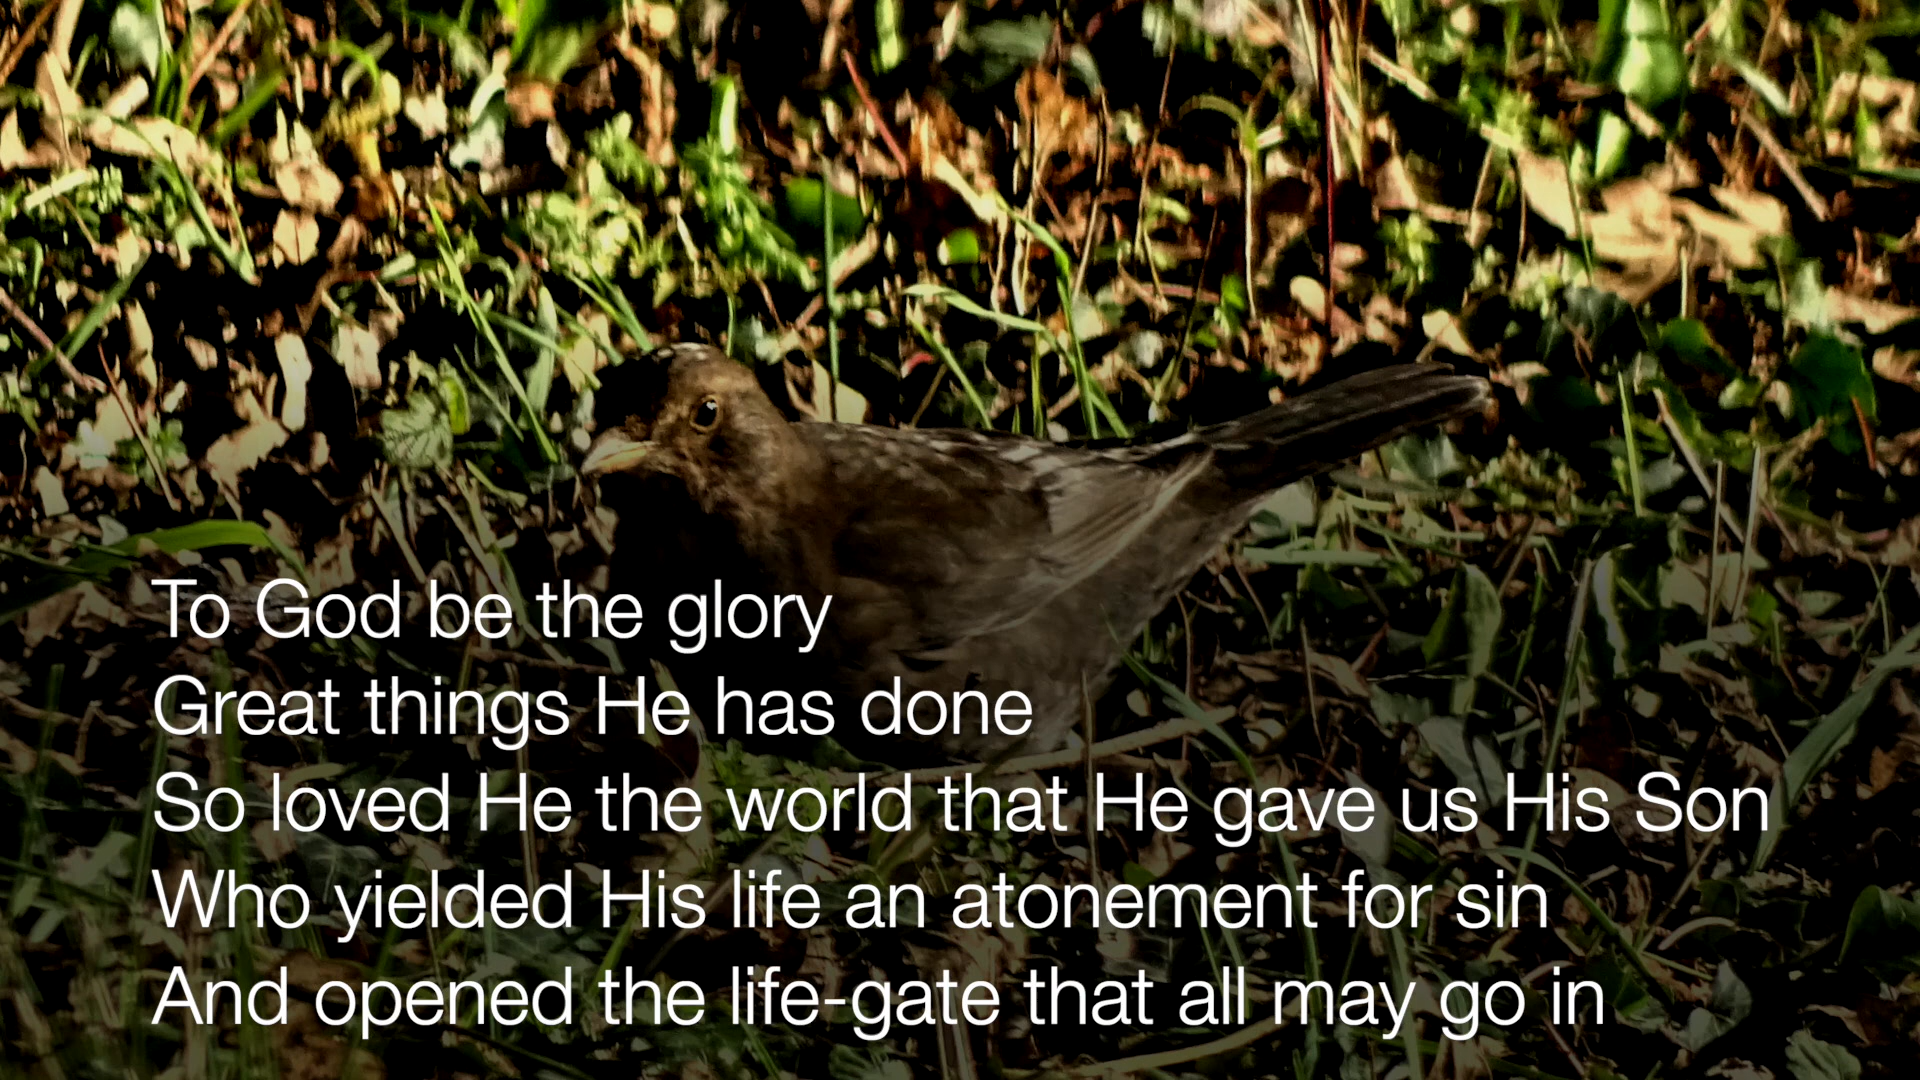 To God be the glory
Great things He has done
So loved He the world that He gave us His Son
Who yielded His life an atonement for sin
And opened the life-gate that all may go in